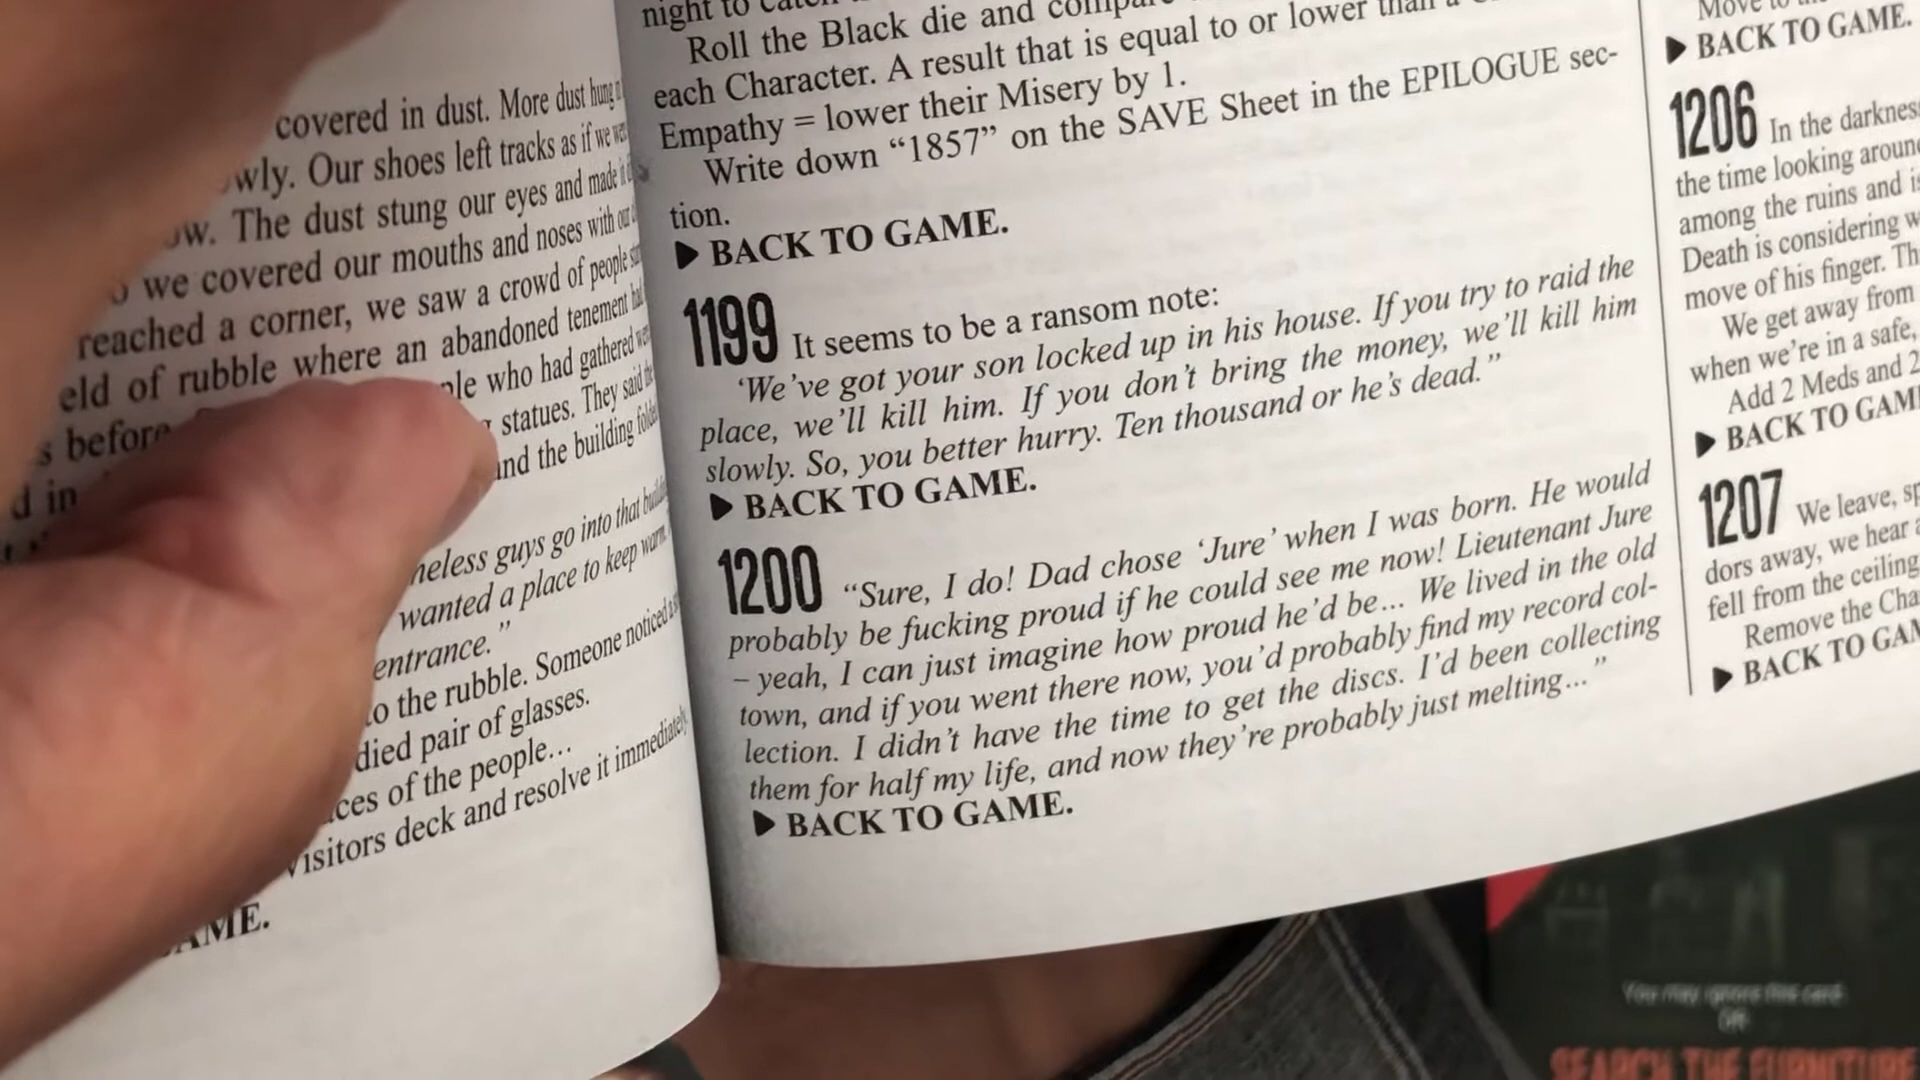 covered in dust. More dust hung
Our shoes left tracks as if we
The dust stung our eyes and made it
we covered our mouths and noses with our
reached a corner, we saw a crowd of people
of rubble where an abandoned tenement
before
who had gathered
statues. They said
and the building
guys go into that
wanted a place to keep warm.
entrance.”
to the rubble. Someone noticed
pair of glasses.
of the people…
deck and resolve it immediately.
night to
Roll the Black die and
each Character. A result that is equal to or lower than a
Empathy = lower their Misery by 1.
Write down “1857” on the SAVE Sheet in the EPILOGUE sec-
tion.
▶ BACK TO GAME.
1199 It seems to be a ransom note:
‘We’ve got your son locked up in his house. If you try to raid the
place, we’ll kill him. If you don’t bring the money, we’ll kill him
slowly. So, you better hurry. Ten thousand or he’s dead.”
▶ BACK TO GAME.
1200 “Sure, I do! Dad chose ‘Jure’ when I was born. He would
probably be fucking proud if he could see me now! Lieutenant Jure
– yeah, I can just imagine how proud he’d be… We lived in the old
town, and if you went there now, you’d probably find my record col-
lection. I didn’t have the time to get the discs. I’d been collecting
them for half my life, and now they’re probably just melting…”
▶ BACK TO GAME.
Move to
▶ BACK TO GAME.
1206 In the darkness
the time looking around
among the ruins and
Death is considering
move of his finger.
We get away from
when we’re in a safe,
Add 2 Meds and 2
▶ BACK TO GAM
1207 We leave,
dors away, we hear
fell from the ceiling
Remove the
▶ BACK TO GAM
You may ignore this card.
OR
SEARCH THE FURNITURE